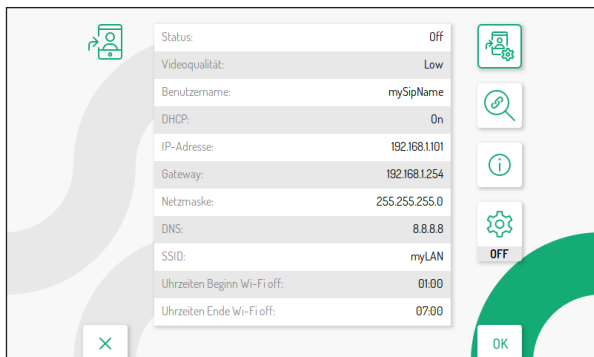 Status: Off
Videoqualität: Low
Benutzername: mySipName
DHCP: On
IP-Adresse: 192.168.1.101
Gateway: 192.168.1.254
Netzmaske: 255.255.255.0
DNS: 8.8.8.8
SSID: myLAN
Uhrzeiten Beginn Wi-Fi off: 01:00
Uhrzeiten Ende Wi-Fi off: 07:00
OFF
OK